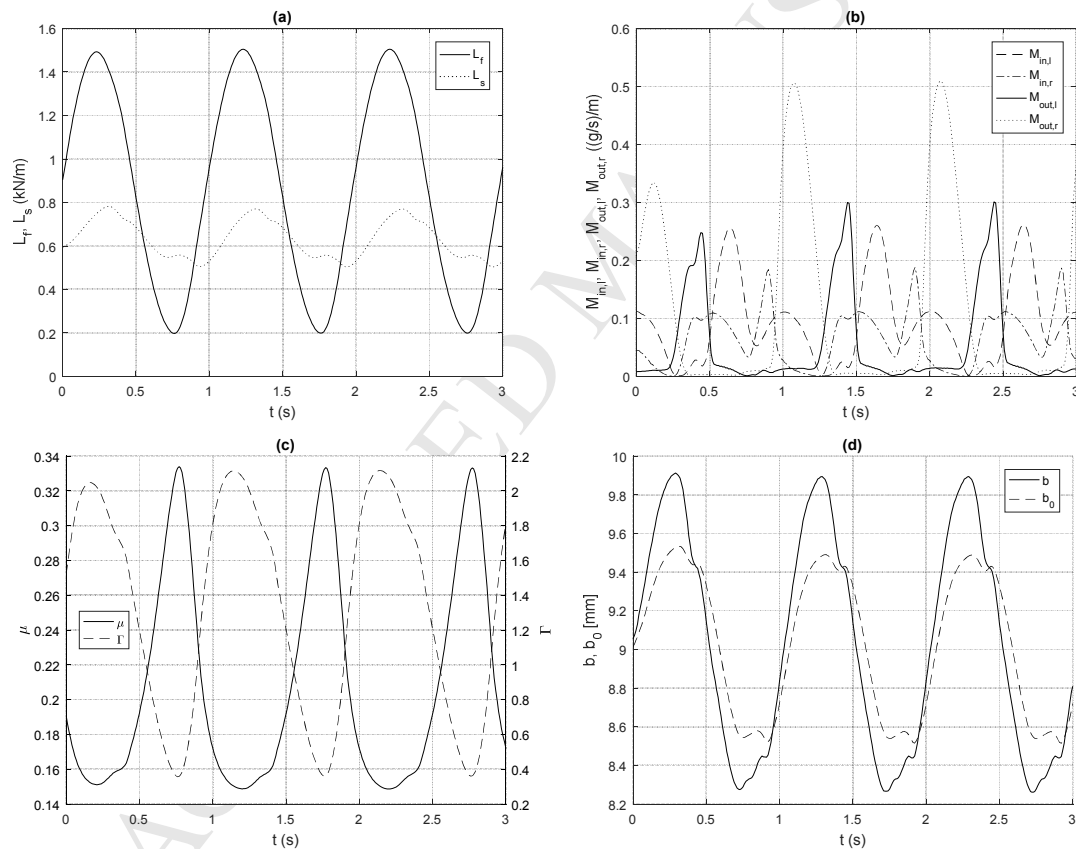 (a)
1.6
1.4
1.2
1
0.8
0.6
0.4
0.2
0
L_f, L_s (kN/m)
L_f
L_s
0 0.5 1 1.5 2 2.5 3
t (s)
(b)
0.6
0.5
0.4
0.3
0.2
0.1
0
M_in,l, M_in,r, M_out,l, M_out,r ((g/s)/m)
M_in,l
M_in,r
M_out,l
M_out,r
0 0.5 1 1.5 2 2.5 3
t (s)
(c)
0.34
0.32
0.3
0.28
0.26
0.24
0.22
0.2
0.18
0.16
0.14
μ
μ
Γ
2.2
2
1.8
1.6
1.4
1.2
1
0.8
0.6
0.4
0.2
Γ
0 0.5 1 1.5 2 2.5 3
t (s)
(d)
10
9.8
9.6
9.4
9.2
9
8.8
8.6
8.4
8.2
b, b_0 [mm]
b
b_0
0 0.5 1 1.5 2 2.5 3
t (s)